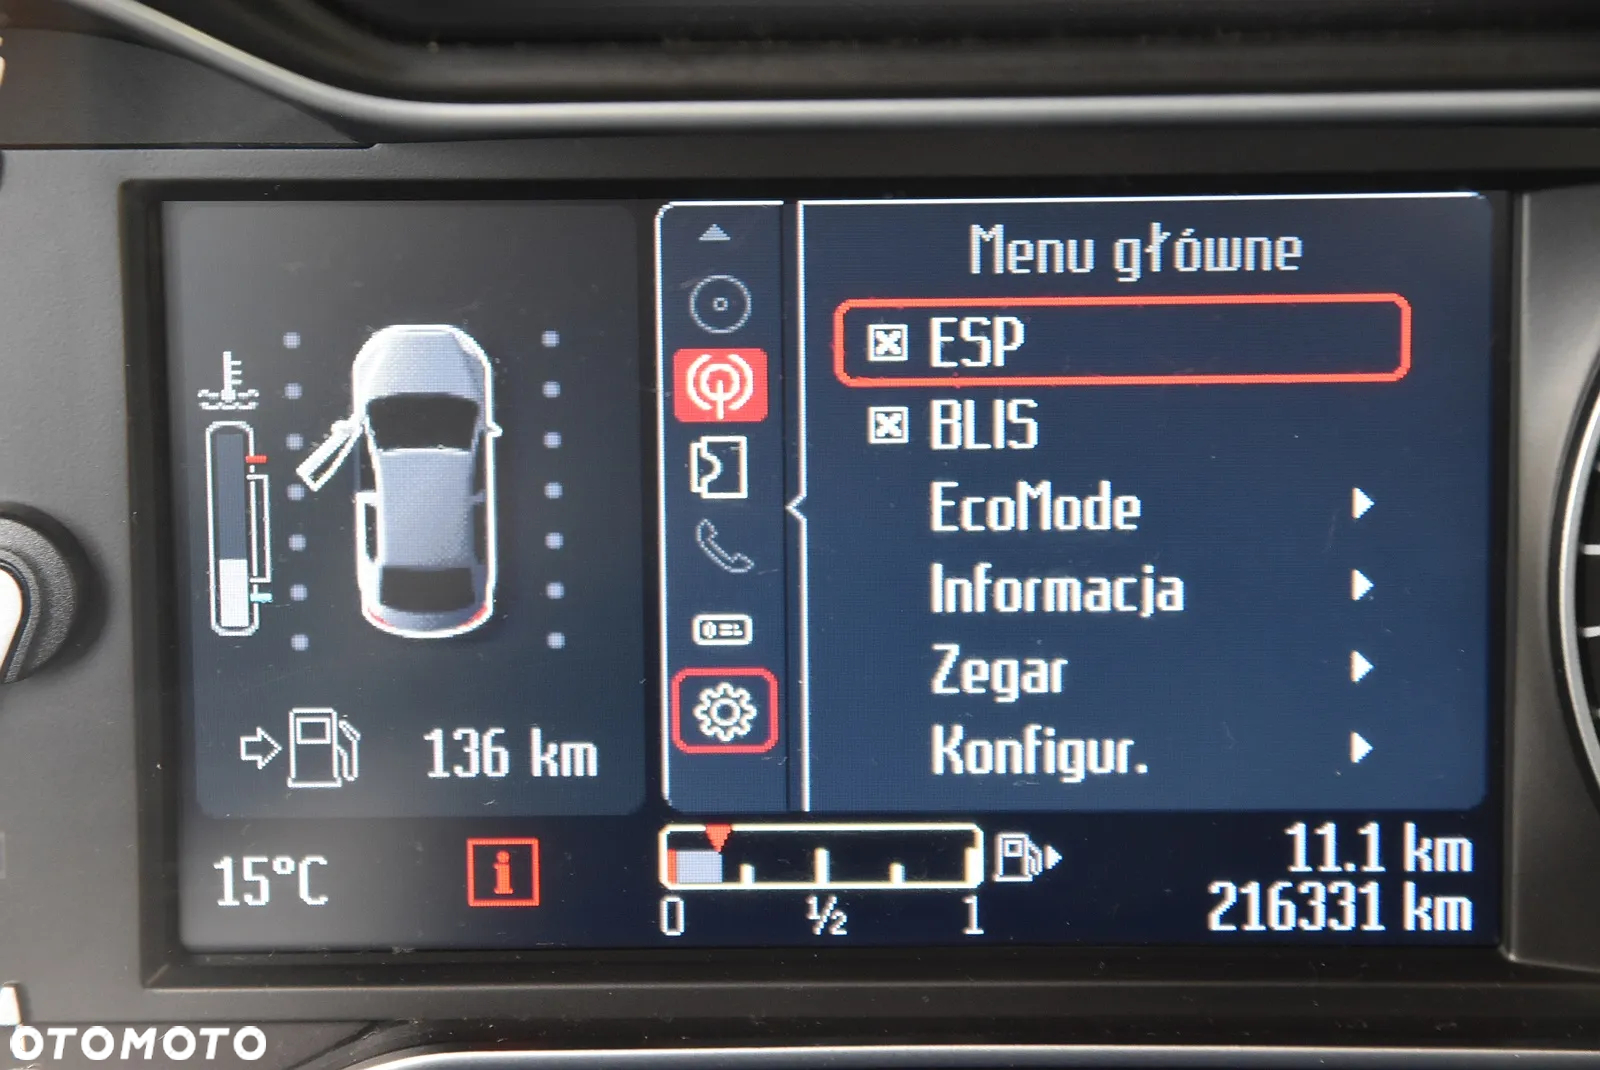 Menu główne
ESP
BLIS
EcoMode
Informacja
Zegar
Konfigur.
136 km
15°C
i
0 ½ 1
11.1 km
216331 km
OTOMOTO